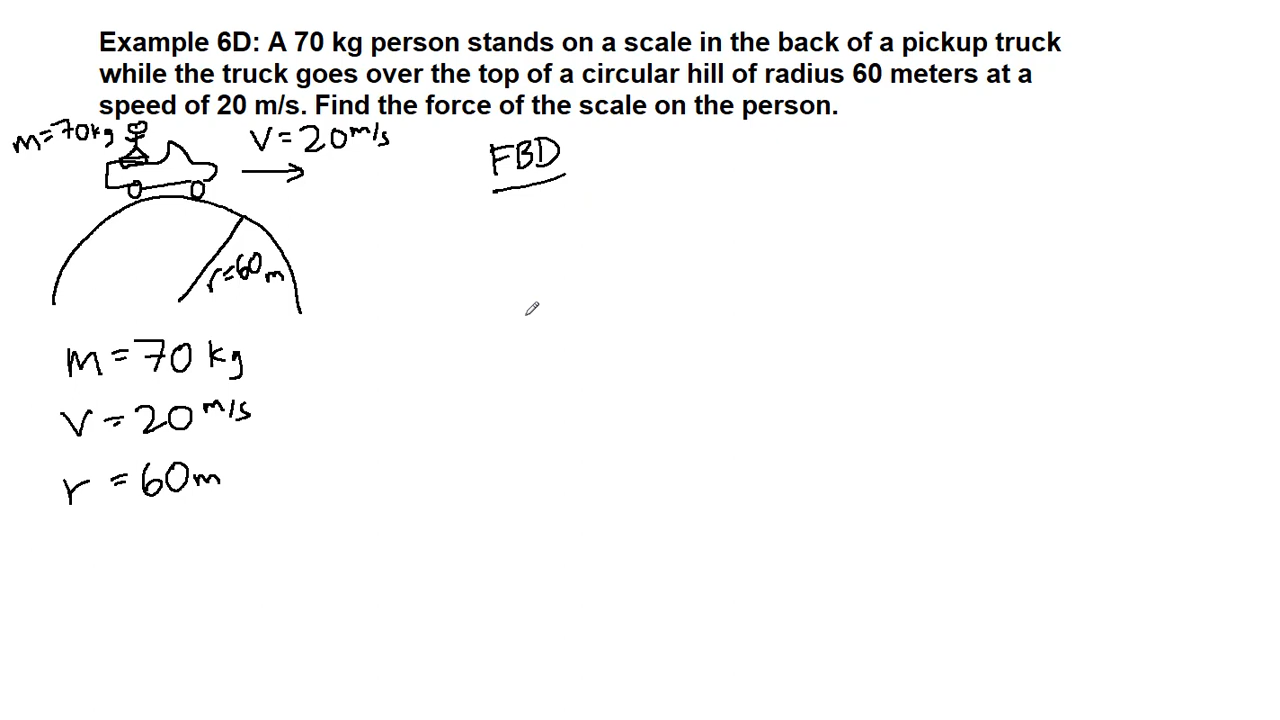 Example 6D: A 70 kg person stands on a scale in the back of a pickup truck
while the truck goes over the top of a circular hill of radius 60 meters at a
speed of 20 m/s. Find the force of the scale on the person.
m=70kg
V=20m/s
FBD
r=60m
m=70 kg
V=20 m/s
r=60m